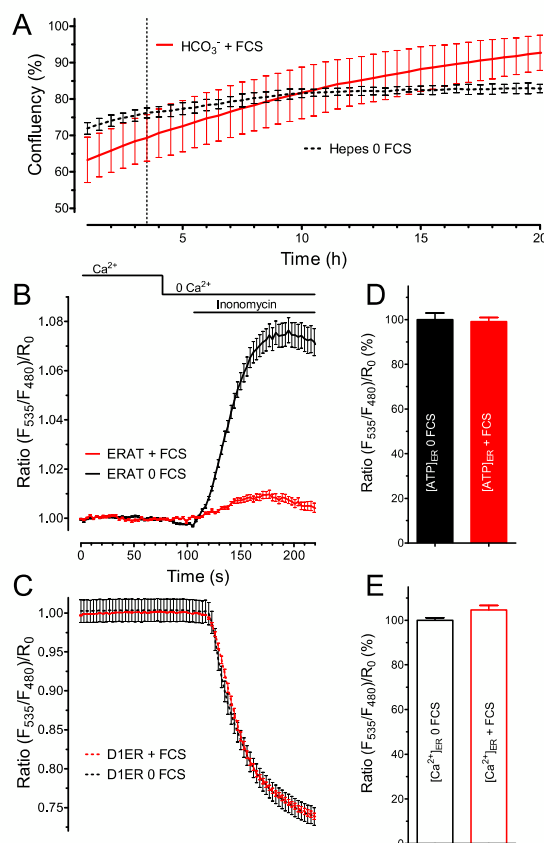 A
HCO₃⁻ + FCS
Hepes 0 FCS
Confluency (%)
100
90
80
70
60
50
5
10
15
20
Time (h)
Ca²⁺
0 Ca²⁺
Inonomycin
B
Ratio (F₅₃₅/F₄₈₀)/R₀
1.08
1.06
1.04
1.02
1.00
ERAT + FCS
ERAT 0 FCS
0
50
100
150
200
Time (s)
C
Ratio (F₅₃₅/F₄₈₀)/R₀
1.00
0.95
0.90
0.85
0.80
0.75
D1ER + FCS
D1ER 0 FCS
D
Ratio (F₅₃₅/F₄₈₀)/R₀ (%)
100
80
60
40
20
0
[ATP]ER 0 FCS
[ATP]ER + FCS
E
Ratio (F₅₃₅/F₄₈₀)/R₀ (%)
100
80
60
40
20
0
[Ca²⁺]ER 0 FCS
[Ca²⁺]ER + FCS